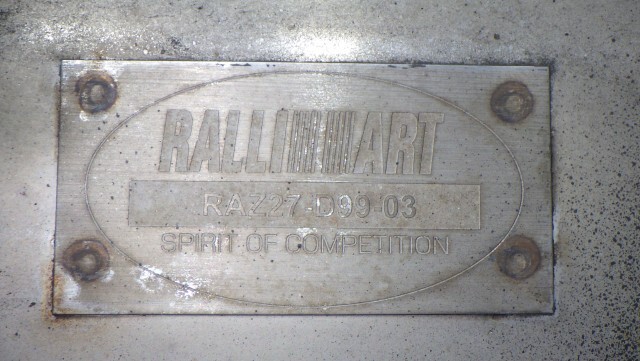 RALLIART
RAZ27-D99 03
SPIRIT OF COMPETITION